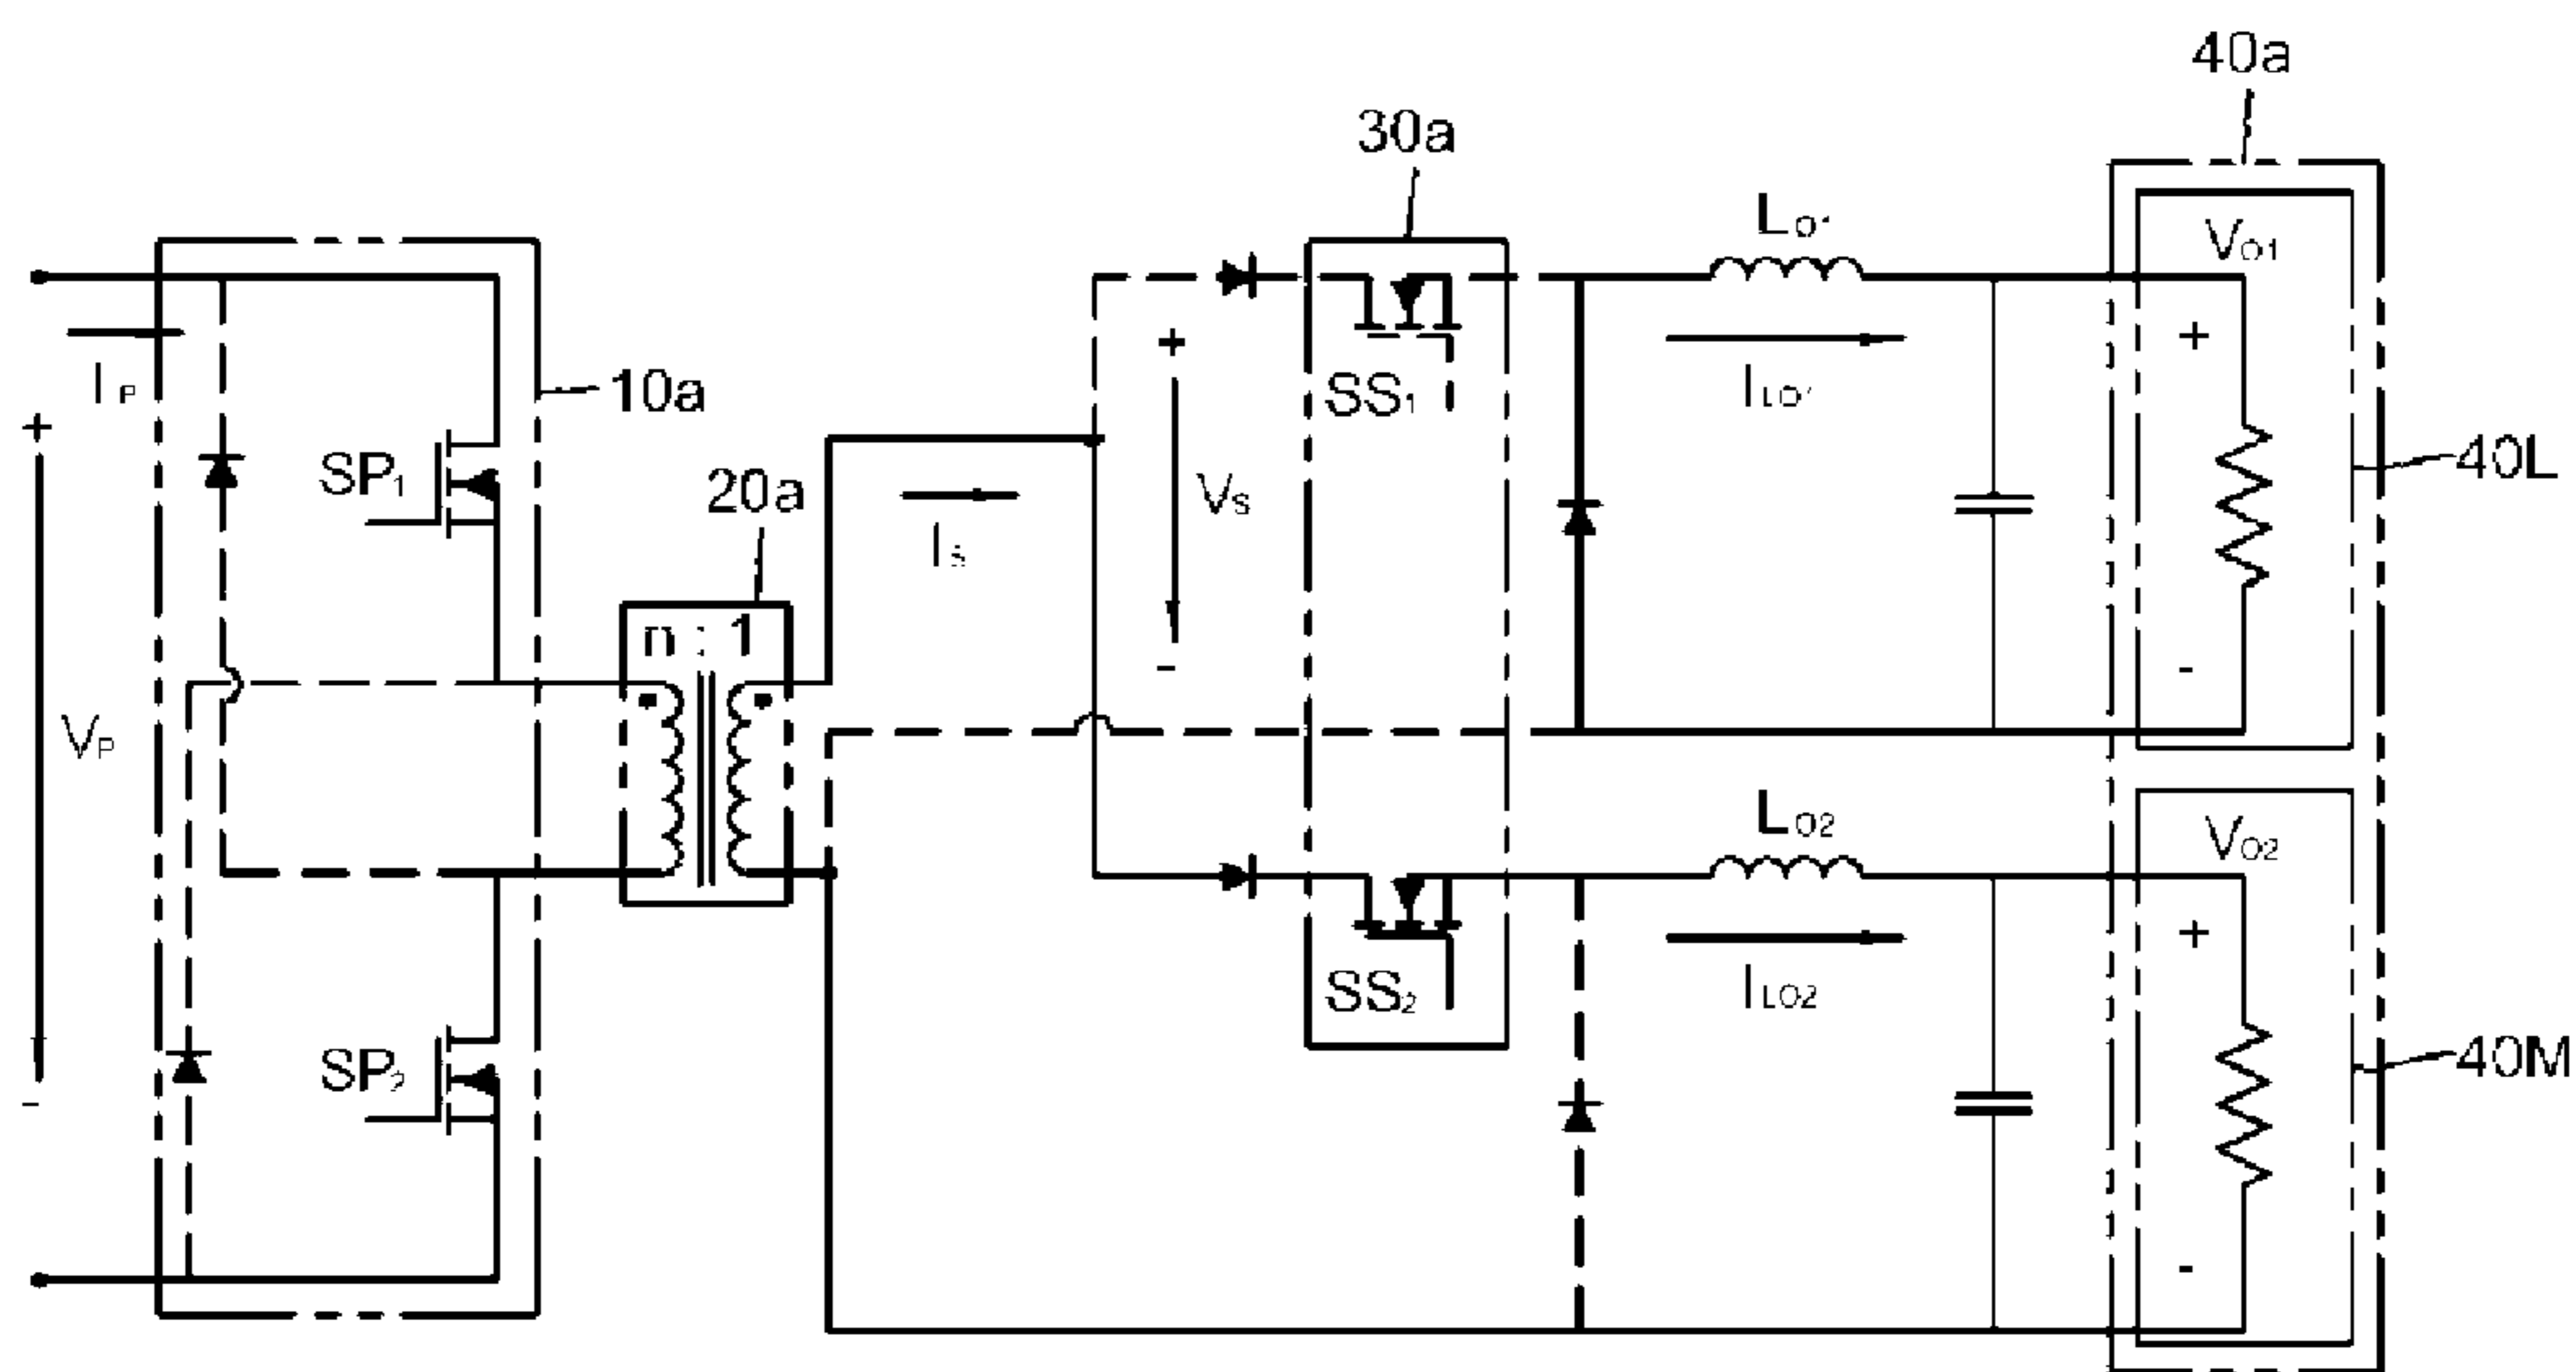 40a
30a
LO1
VO1
+
IP
10a
+
SS1
ILO1
+
SP1
20a
VS
40L
IS
n : 1
-
-
VP
LO2
VO2
+
SS2
ILO2
SP2
40M
-
-